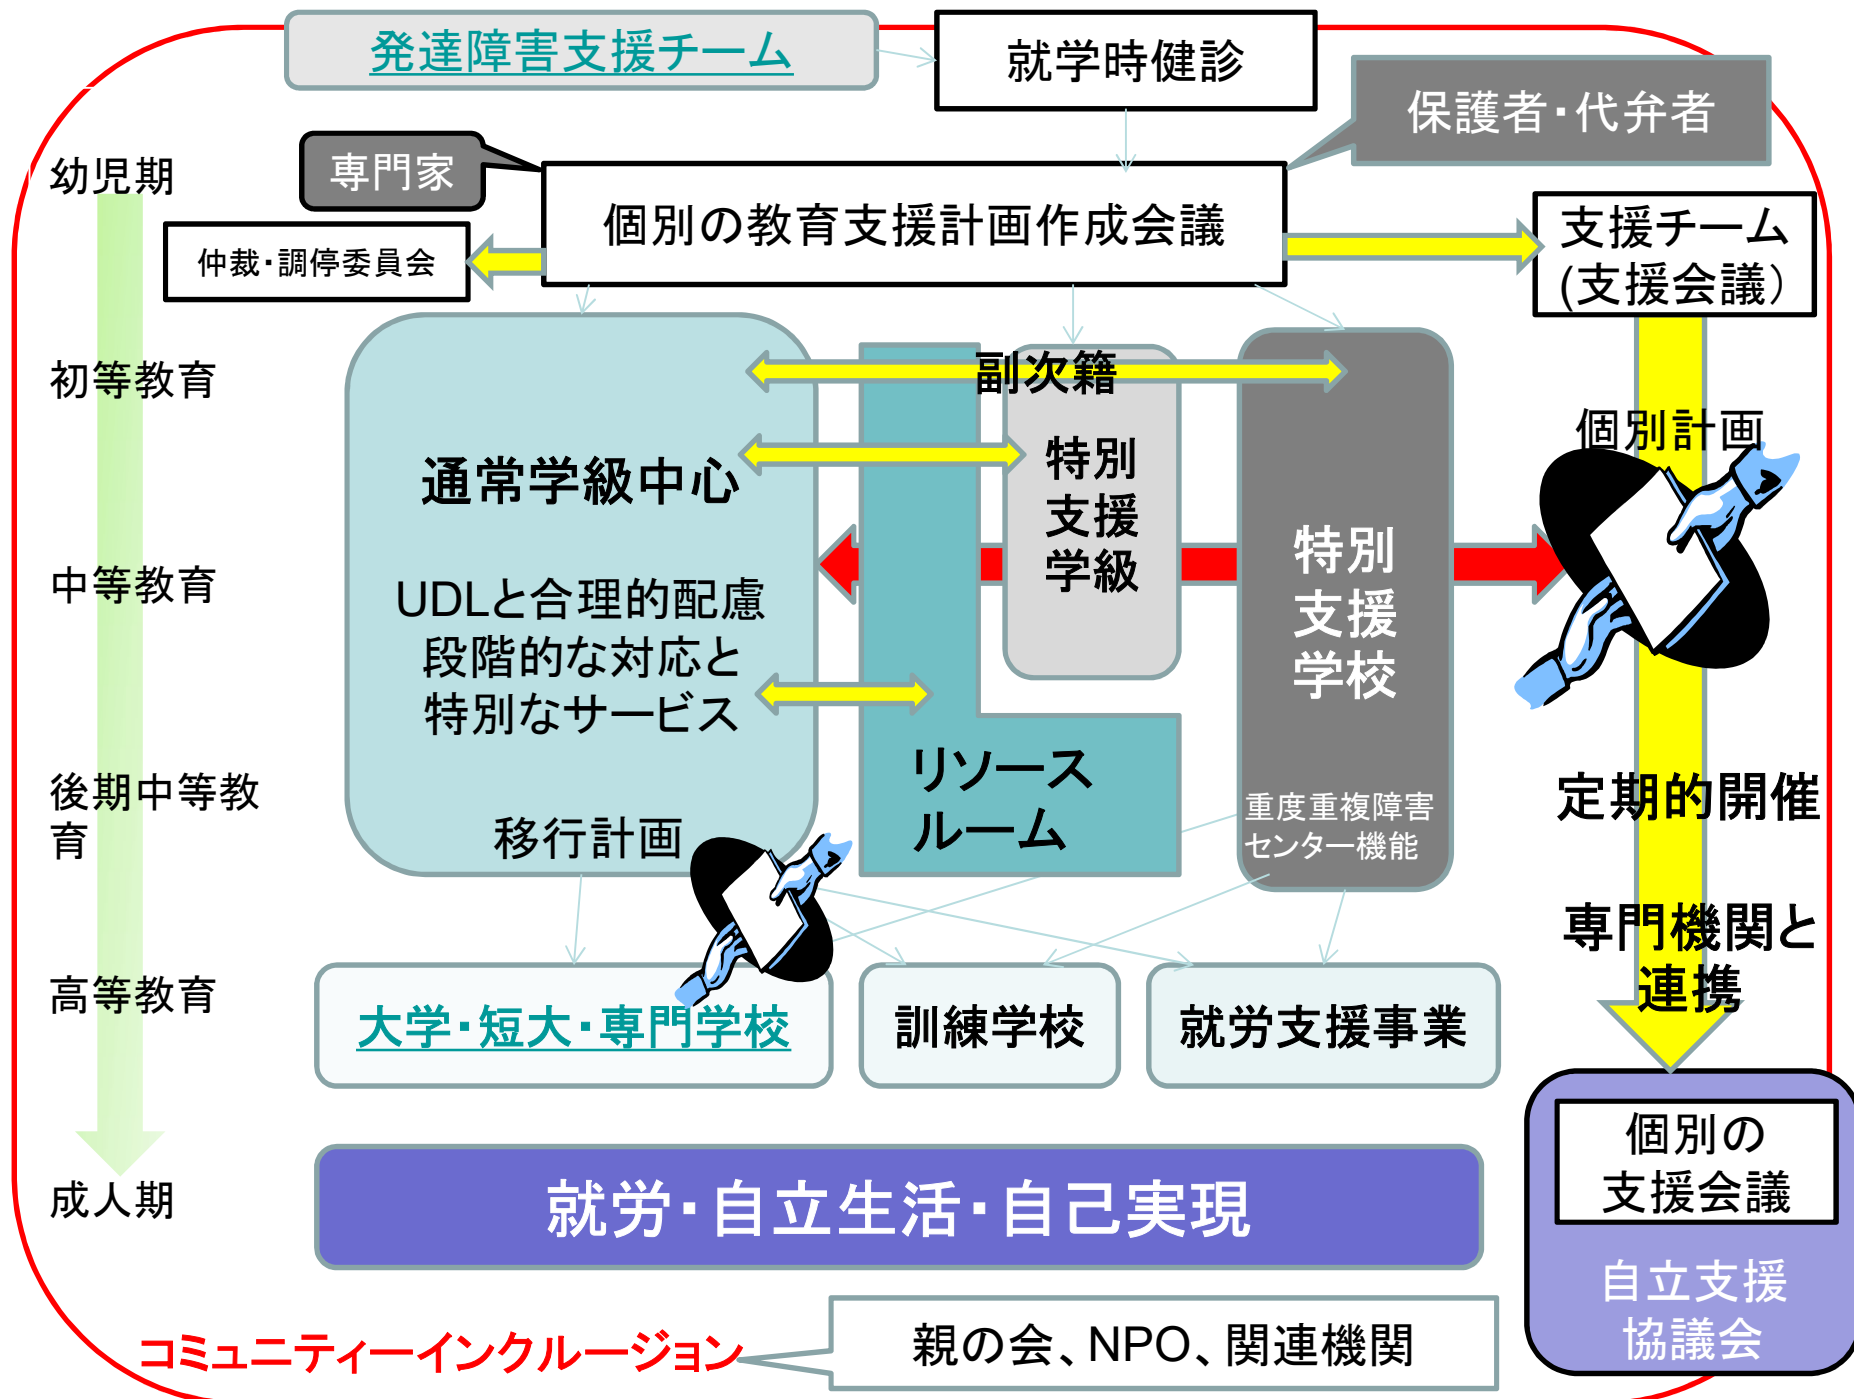 発達障害支援チーム
就学時健診
保護者・代弁者
専門家
幼児期
個別の教育支援計画作成会議
支援チーム
(支援会議）
仲裁・調停委員会
初等教育
副次籍
個別計画
通常学級中心
特別
支援
学級
特別
支援
学校
中等教育
UDLと合理的配慮
段階的な対応と
特別なサービス
リソース
ルーム
後期中等教
育
移行計画
重度重複障害
センター機能
定期的開催
専門機関と
連携
高等教育
大学・短大・専門学校
訓練学校
就労支援事業
個別の
支援会議
成人期
就労・自立生活・自己実現
自立支援
協議会
コミュニティーインクルージョン
親の会、NPO、関連機関